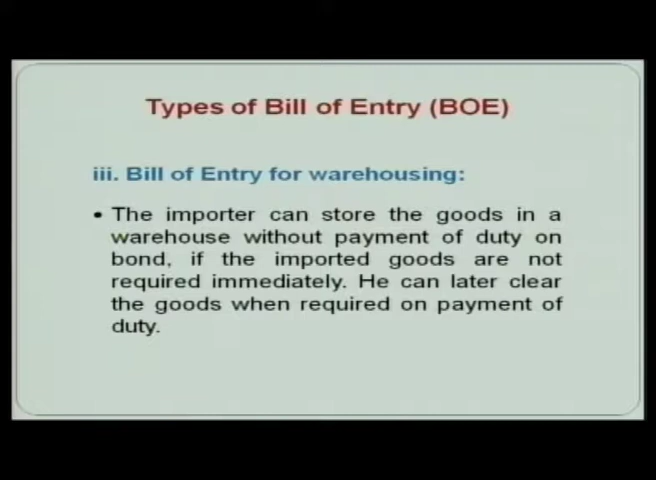 Types of Bill of Entry (BOE)
iii. Bill of Entry for warehousing:
• The importer can store the goods in a
warehouse without payment of duty on
bond, if the imported goods are not
required immediately. He can later clear
the goods when required on payment of
duty.